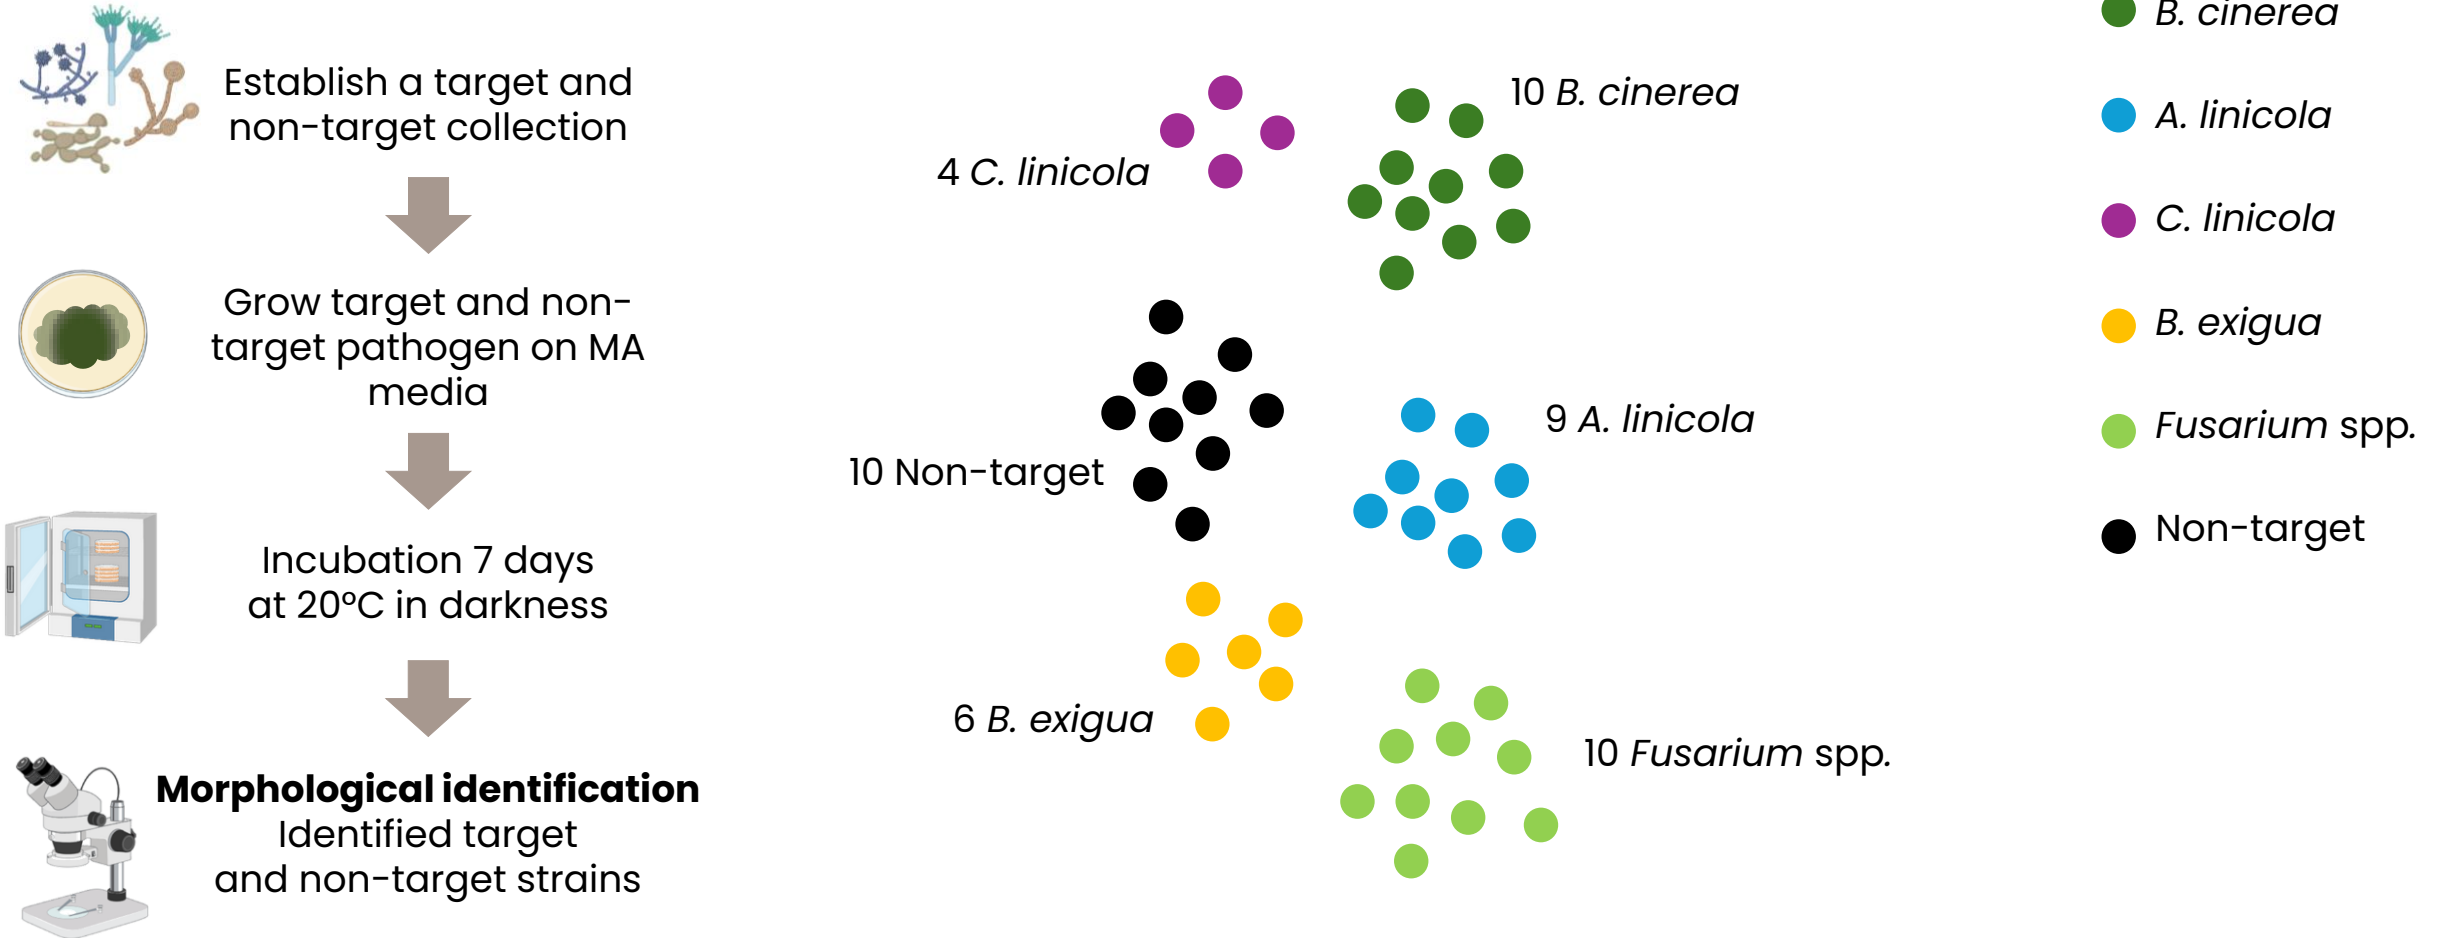 Establish a target and
non-target collection
Grow target and non-
target pathogen on MA
media
Incubation 7 days
at 20°C in darkness
Morphological identification
Identified target
and non-target strains
10 B. cinerea
4 C. linicola
9 A. linicola
10 Non-target
6 B. exigua
10 Fusarium spp.
B. cinerea
A. linicola
C. linicola
B. exigua
Fusarium spp.
Non-target